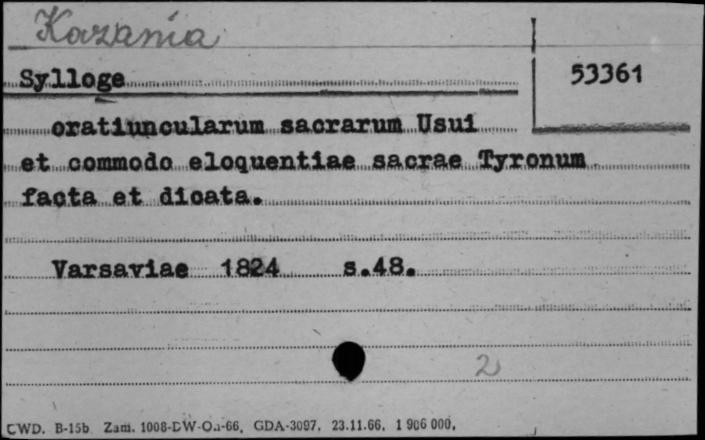 Kazania
Sylloge
53361
oratiuncularum sacrarum Usui
et commodo eloquentiae sacrae Tyronum
facta et dicata.
Varsaviae 1824 s.48.
2
CWD. B-15b Zam. 1008-DW-Oa-66, GDA-3097, 23.11.66, 1 906 000,